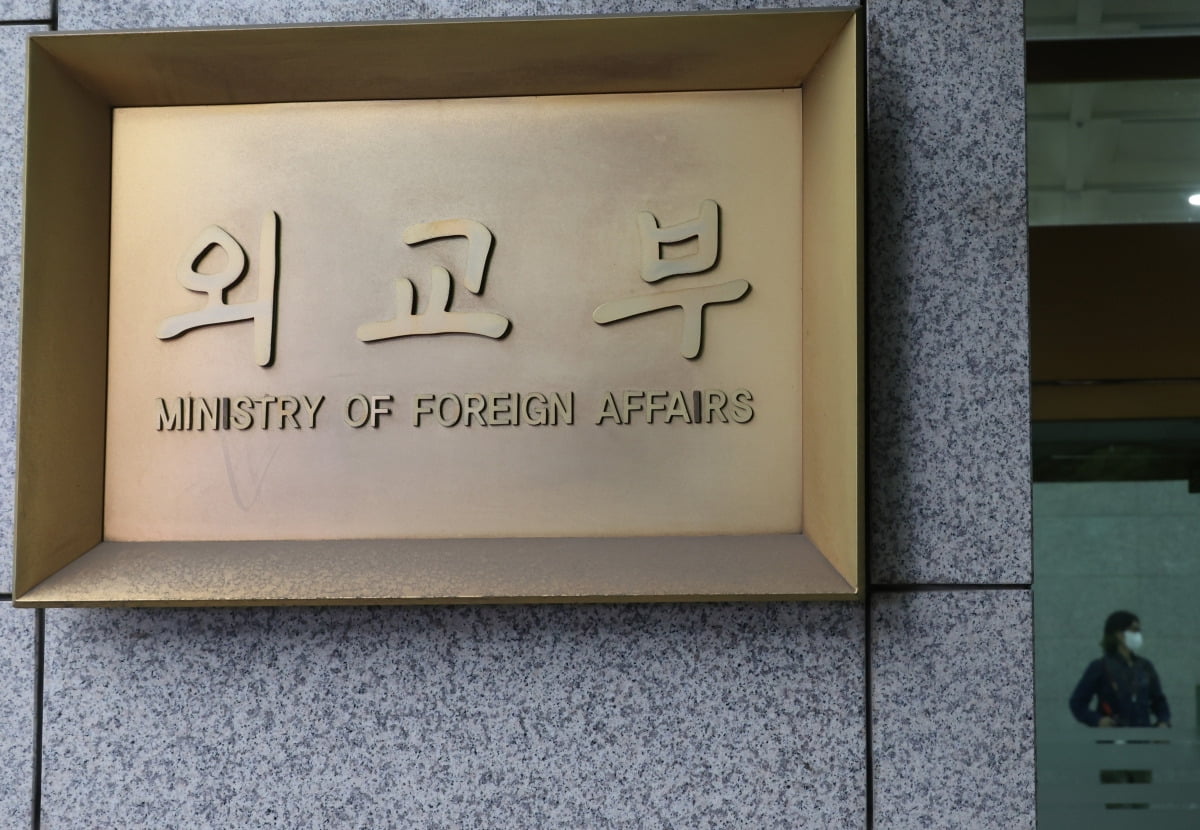 외교부
MINISTRY OF FOREIGN AFFAIRS